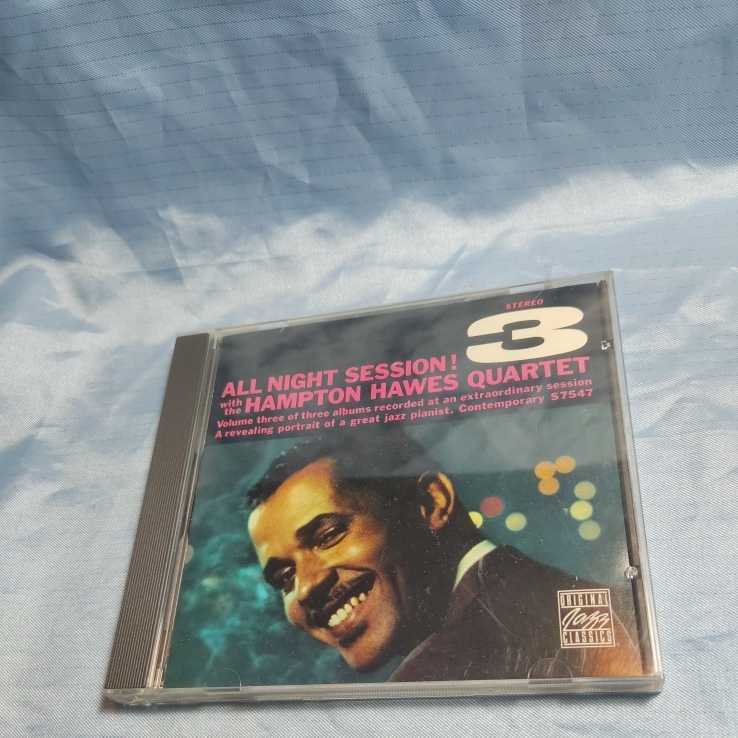 STEREO
3
ALL NIGHT SESSION!
with the HAMPTON HAWES QUARTET
Volume three of three albums recorded at an extraordinary session
A revealing portrait of a great jazz pianist. Contemporary S7547
ORIGINAL
Jazz
CLASSICS